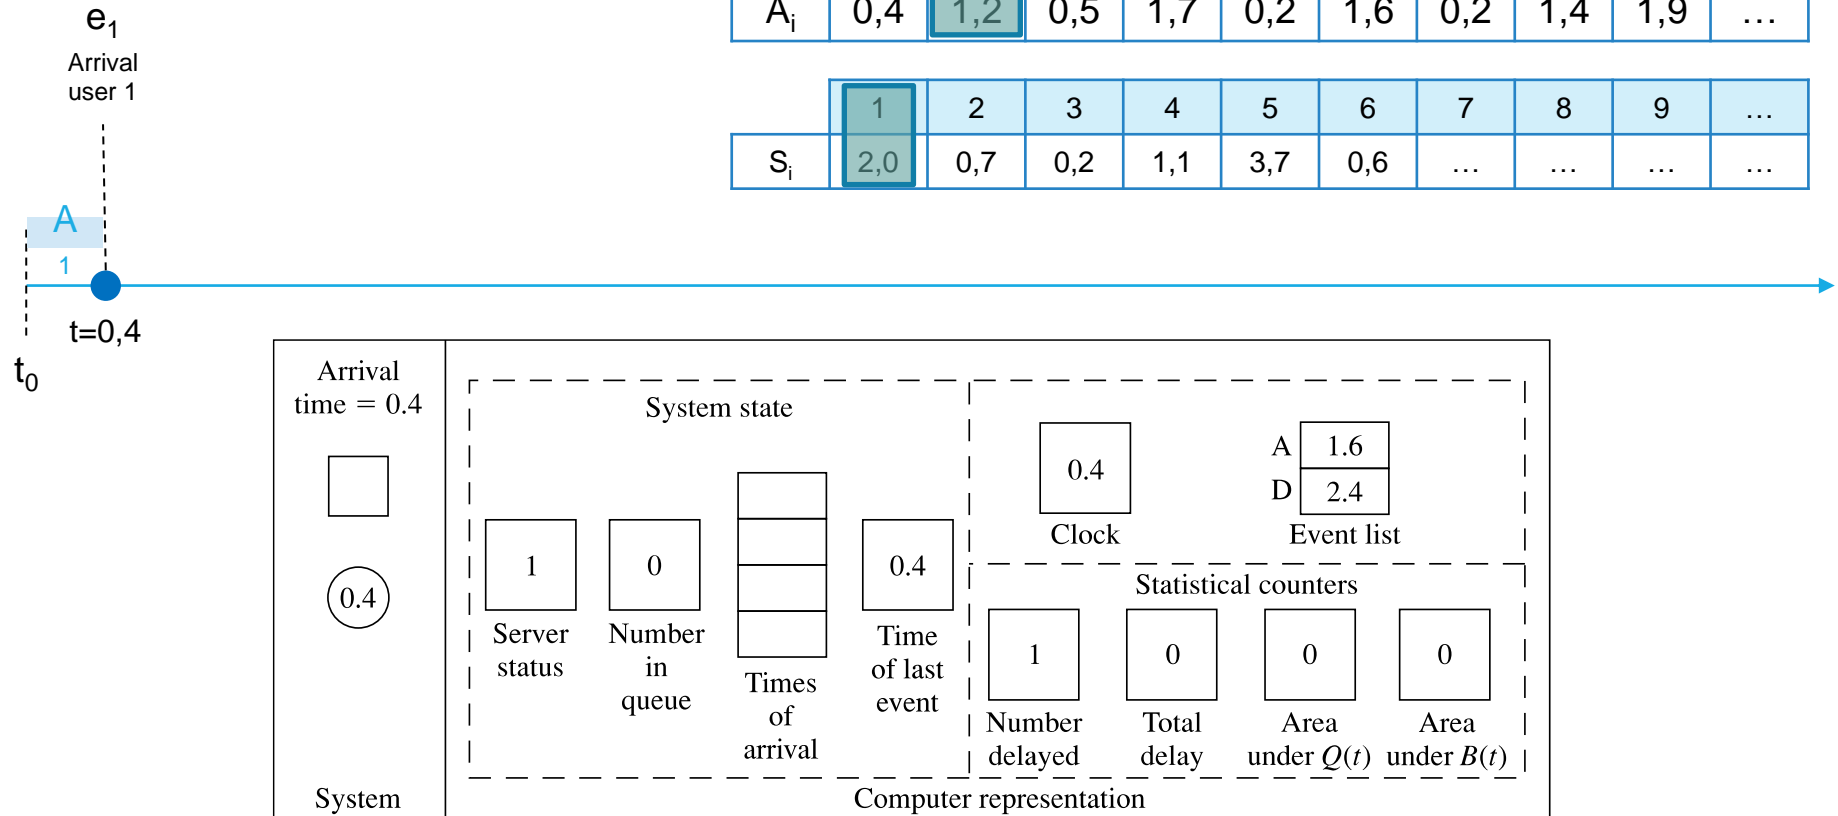 e1
Arrival
user 1
Ai 0,4 1,2 0,5 1,7 0,2 1,6 0,2 1,4 1,9 …
1 2 3 4 5 6 7 8 9 …
Si 2,0 0,7 0,2 1,1 3,7 0,6 … … … …
A
1
t=0,4
t0
Arrival
time = 0.4
0.4
System
System state
1
Server
status
0
Number
in
queue
Times
of
arrival
0.4
Time
of last
event
0.4
Clock
A 1.6
D 2.4
Event list
Statistical counters
1
Number
delayed
0
Total
delay
0
Area
under Q(t)
0
Area
under B(t)
Computer representation